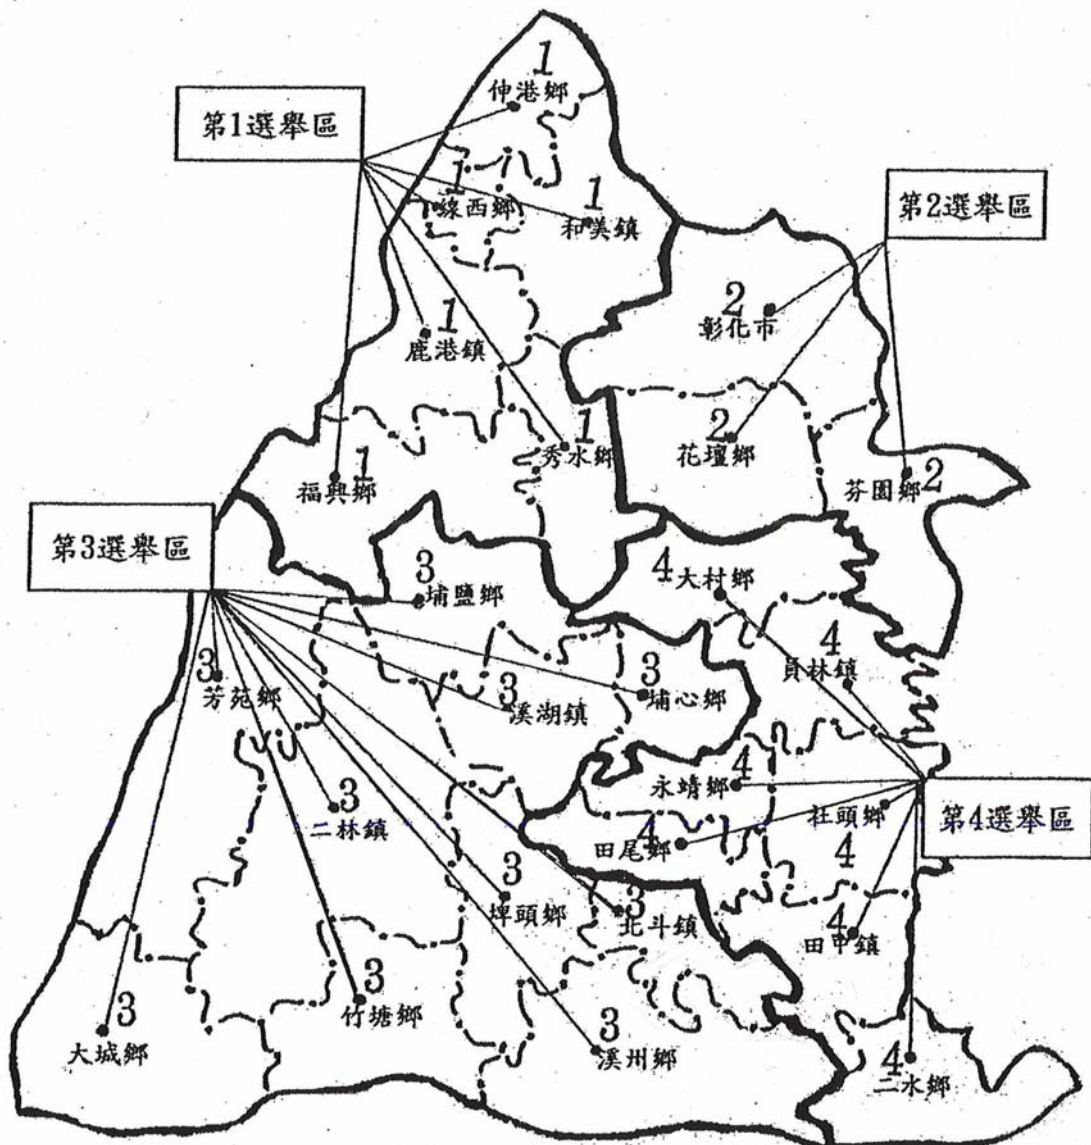 1
伸港鄉
第1選舉區
1
線西鄉
1
和美鎮
第2選舉區
2
彰化市
1
鹿港鎮
1
秀水鄉
2
花壇鄉
2
芬園鄉
1
福興鄉
第3選舉區
3
埔鹽鄉
4
大村鄉
4
員林鎮
3
芳苑鄉
3
溪湖鎮
3
埔心鄉
4
永靖鄉
社頭鄉
4
第4選舉區
3
二林鎮
4
田尾鄉
3
埤頭鄉
3
北斗鎮
4
田中鎮
3
大城鄉
3
竹塘鄉
3
溪州鄉
4
二水鄉